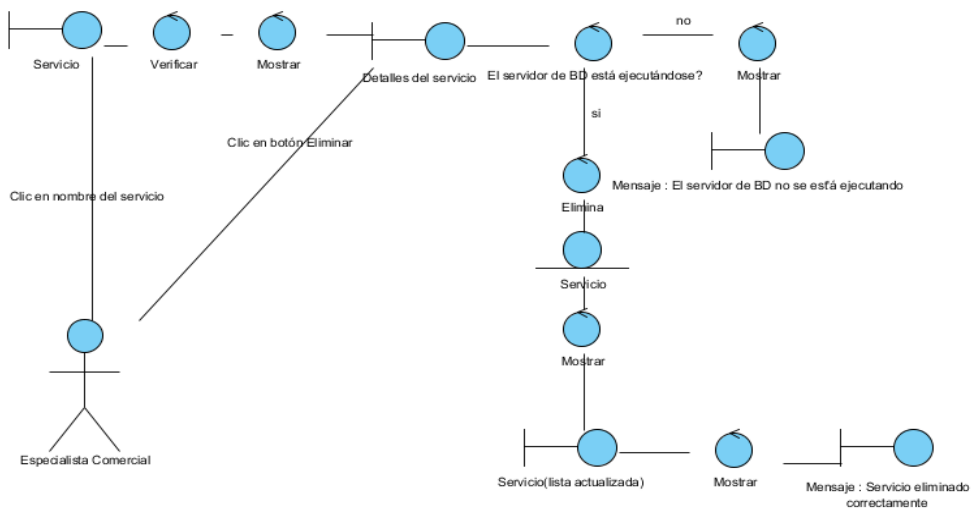 no
Servicio
Verificar
Mostrar
Detalles del servicio
El servidor de BD está ejecutándose?
Mostrar
si
Clic en botón Eliminar
Mensaje : El servidor de BD no se está ejecutando
Clic en nombre del servicio
Elimina
Servicio
Mostrar
Especialista Comercial
Servicio(lista actualizada)
Mostrar
Mensaje : Servicio eliminado
correctamente